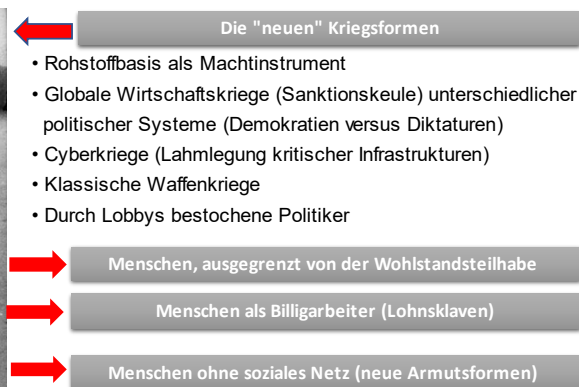 Die "neuen" Kriegsformen
• Rohstoffbasis als Machtinstrument
• Globale Wirtschaftskriege (Sanktionskeule) unterschiedlicher
politischer Systeme (Demokratien versus Diktaturen)
• Cyberkriege (Lahmlegung kritischer Infrastrukturen)
• Klassische Waffenkriege
• Durch Lobbys bestochene Politiker
Menschen, ausgegrenzt von der Wohlstandsteilhabe
Menschen als Billigarbeiter (Lohnsklaven)
Menschen ohne soziales Netz (neue Armutsformen)